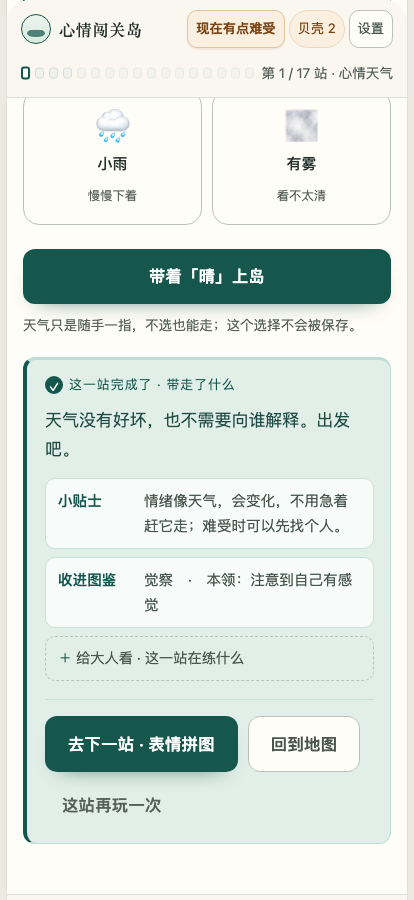 心情闯关岛
现在有点难受
贝壳 2
设置
第 1 / 17 站 · 心情天气
小雨
慢慢下着
有雾
看不太清
带着「晴」上岛
天气只是随手一指，不选也能走；这个选择不会被保存。
这一站完成了 · 带走了什么
天气没有好坏，也不需要向谁解释。出发
吧。
小贴士
情绪像天气，会变化，不用急着
赶它走；难受时可以先找个人。
收进图鉴
觉察 · 本领：注意到自己有感
觉
＋ 给大人看 · 这一站在练什么
去下一站 · 表情拼图
回到地图
这站再玩一次